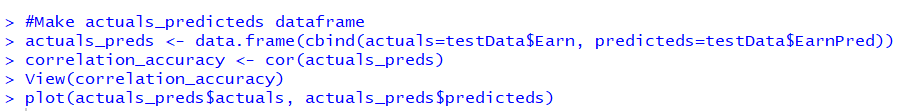 > #Make actuals_predicteds dataframe
> actuals_preds <- data.frame(cbind(actuals=testData$Earn, predicteds=testData$EarnPred))
> correlation_accuracy <- cor(actuals_preds)
> View(correlation_accuracy)
> plot(actuals_preds$actuals, actuals_preds$predicteds)